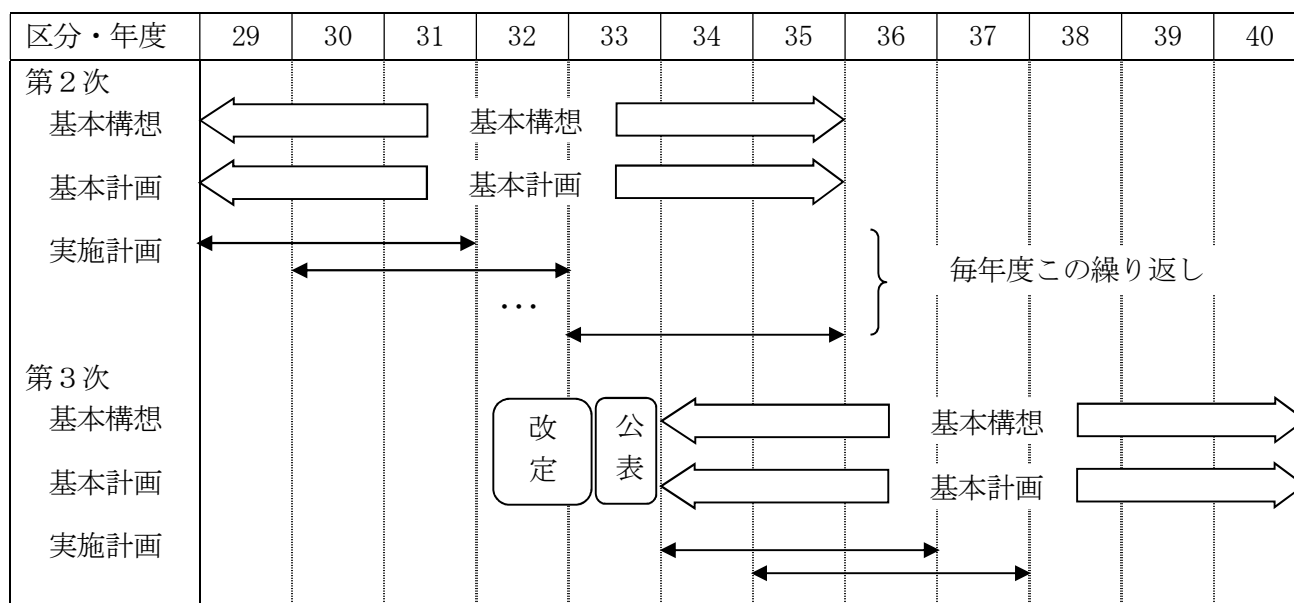 区分・年度 29 30 31 32 33 34 35 36 37 38 39 40
第２次
基本構想 基本構想
基本計画 基本計画
実施計画
毎年度この繰り返し
…
第３次
基本構想 改定 公表 基本構想
基本計画 基本計画
実施計画